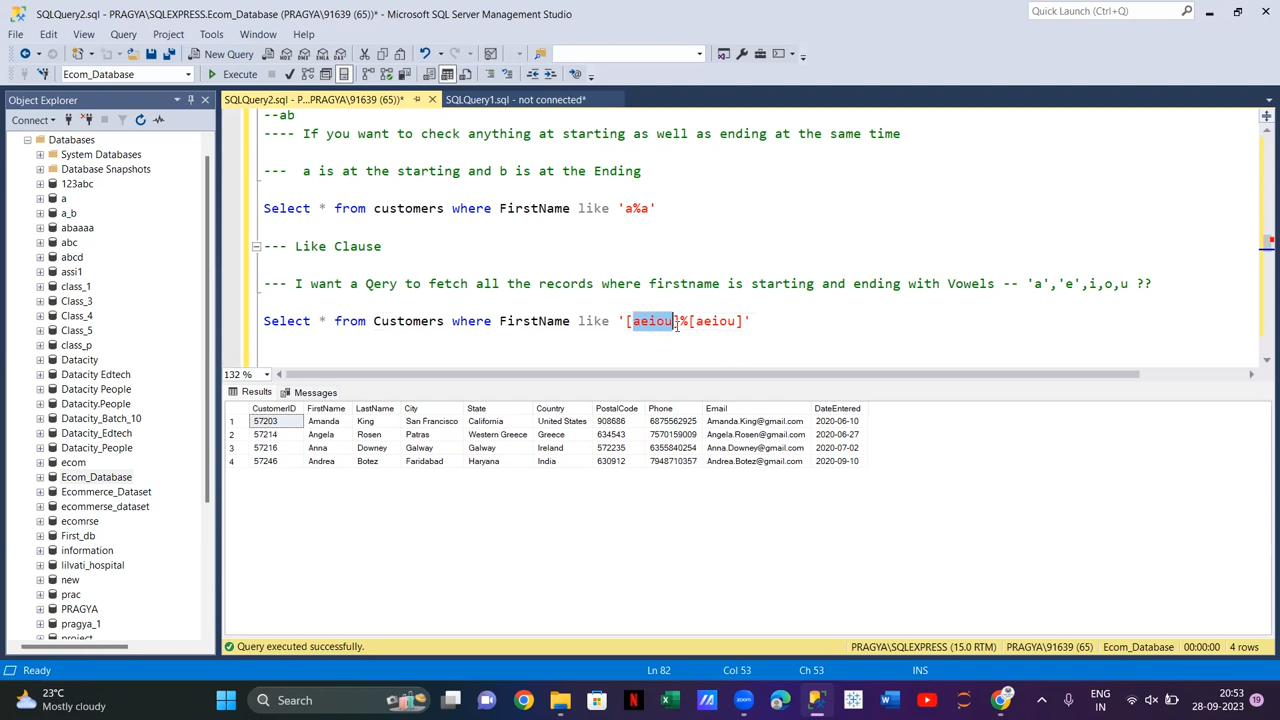 SQLQuery2.sql - PRAGYA\SQLEXPRESS.Ecom_Database (PRAGYA\91639 (65))* - Microsoft SQL Server Management Studio
Quick Launch (Ctrl+Q)
File Edit View Query Project Tools Window Help
New Query
Ecom_Database Execute
Object Explorer
SQLQuery2.sql - P...PRAGYA\91639 (65))* SQLQuery1.sql - not connected*
Connect
Databases
System Databases
Database Snapshots
123abc
a
a_b
abaaaa
abc
abcd
assi1
class_1
Class_3
Class_4
Class_5
class_p
Datacity
Datacity Edtech
Datacity People
Datacity.People
Datacity_Batch_10
Datacity_Edtech
Datacity_People
ecom
Ecom_Database
Ecommerce_Dataset
ecommerse_dataset
ecomrse
First_db
information
lilvati_hospital
new
prac
PRAGYA
pragya_1
project
--ab
---- If you want to check anything at starting as well as ending at the same time
--- a is at the starting and b is at the Ending
Select * from customers where FirstName like 'a%a'
--- Like Clause
--- I want a Qery to fetch all the records where firstname is starting and ending with Vowels -- 'a','e',i,o,u ??
Select * from Customers where FirstName like '[aeiou]%[aeiou]'
132 %
Results Messages
CustomerID FirstName LastName City State Country PostalCode Phone Email DateEntered
1 57203 Amanda King San Francisco California United States 908686 6875562925 Amanda.King@gmail.com 2020-06-10
2 57214 Angela Rosen Patras Western Greece Greece 634543 7570159009 Angela.Rosen@gmail.com 2020-06-27
3 57216 Anna Downey Galway Galway Ireland 572235 6355840254 Anna.Downey@gmail.com 2020-07-02
4 57246 Andrea Botez Faridabad Haryana India 630912 7948710357 Andrea.Botez@gmail.com 2020-09-10
Query executed successfully. PRAGYA\SQLEXPRESS (15.0 RTM) PRAGYA\91639 (65) Ecom_Database 00:00:00 4 rows
Ready Ln 82 Col 53 Ch 53 INS
23°C
Mostly cloudy
Search
zoom
ENG
IN
20:53
28-09-2023